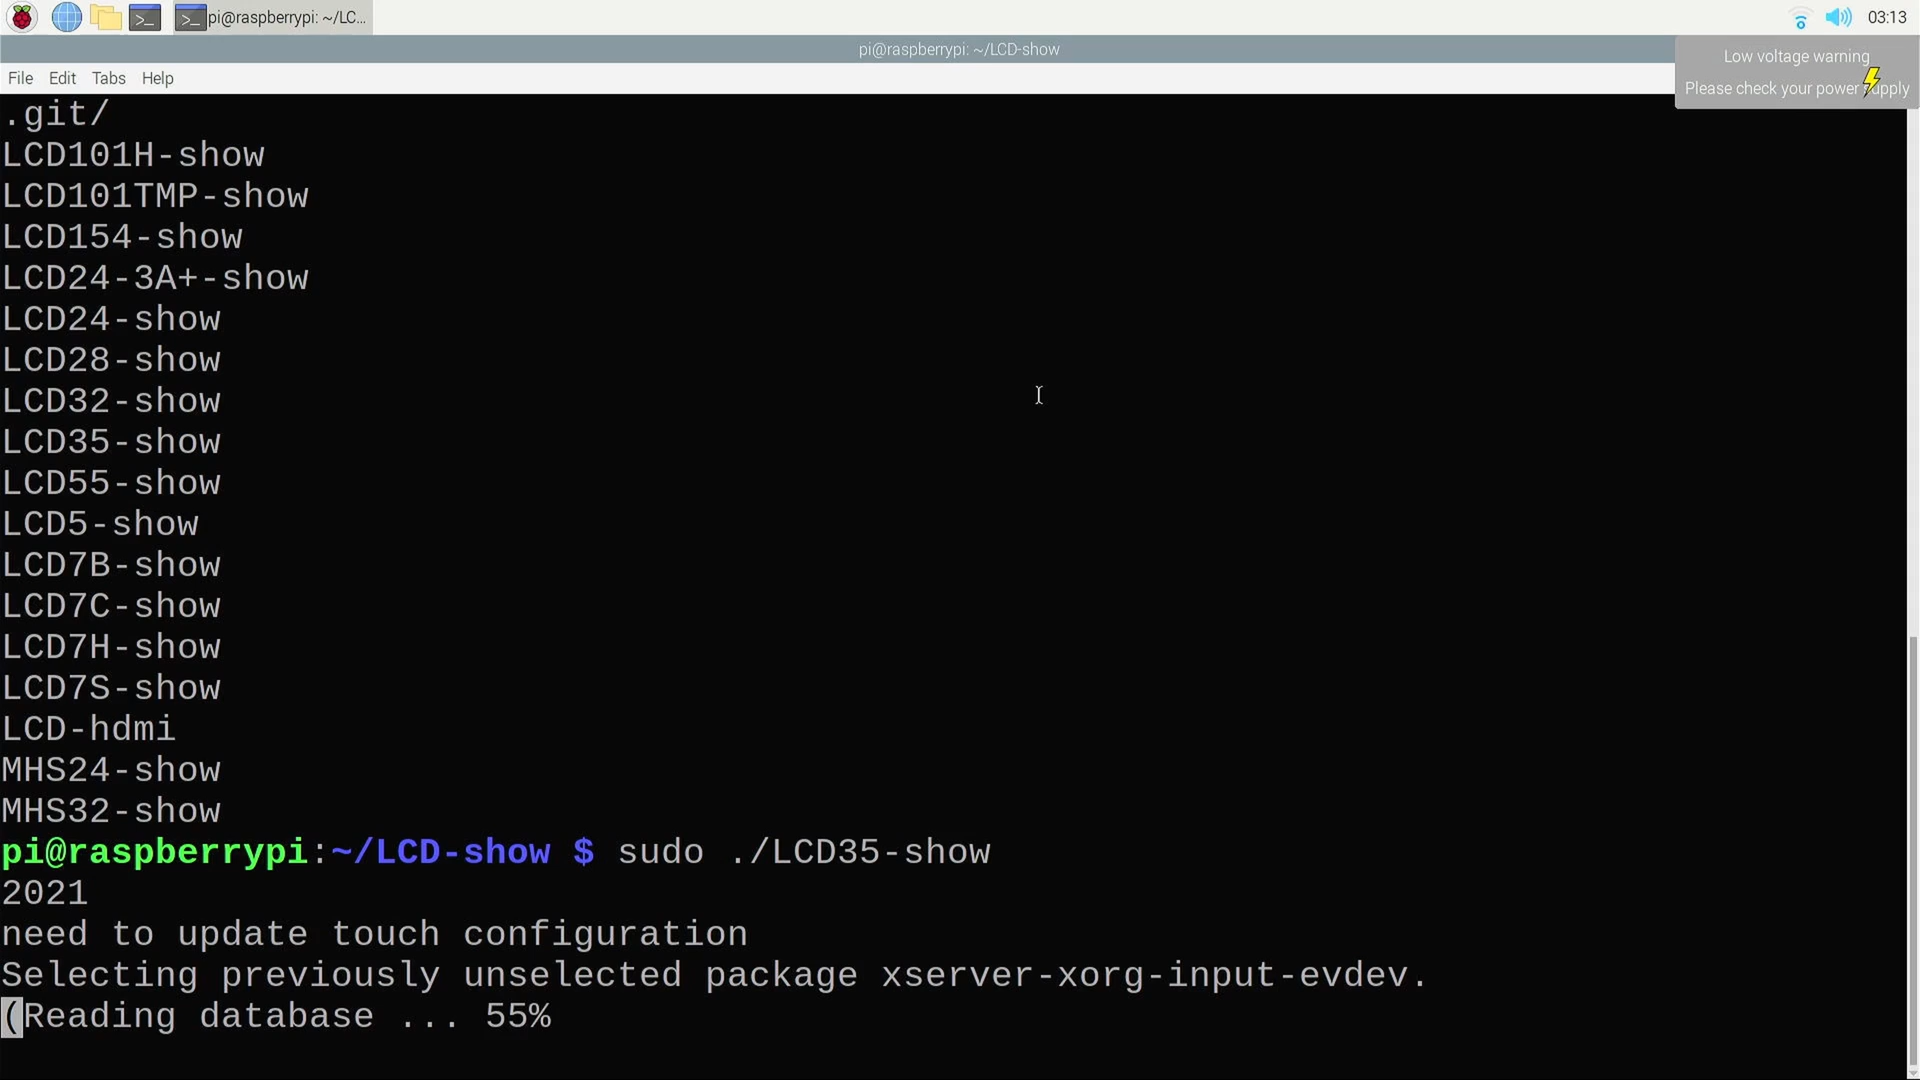 pi@raspberrypi: ~/LC...
03:13
pi@raspberrypi: ~/LCD-show
Low voltage warning
Please check your power supply
File Edit Tabs Help
.git/
LCD101H-show
LCD101TMP-show
LCD154-show
LCD24-3A+-show
LCD24-show
LCD28-show
LCD32-show
LCD35-show
LCD55-show
LCD5-show
LCD7B-show
LCD7C-show
LCD7H-show
LCD7S-show
LCD-hdmi
MHS24-show
MHS32-show
pi@raspberrypi:~/LCD-show $ sudo ./LCD35-show
2021
need to update touch configuration
Selecting previously unselected package xserver-xorg-input-evdev.
(Reading database ... 55%